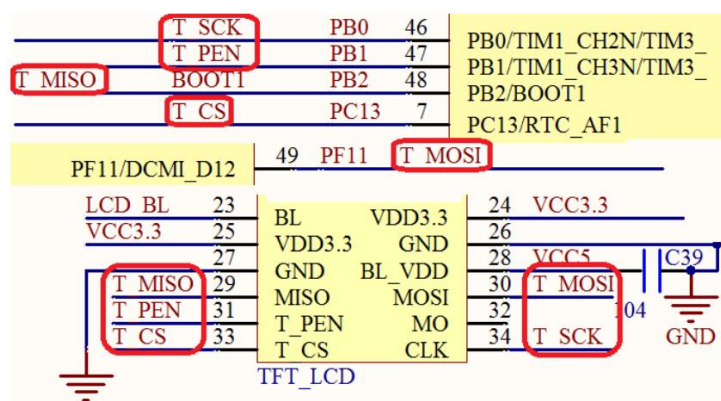 T_SCK PB0 46 PB0/TIM1_CH2N/TIM3_
T_PEN PB1 47 PB1/TIM1_CH3N/TIM3_
T_MISO BOOT1 PB2 48 PB2/BOOT1
T_CS PC13 7 PC13/RTC_AF1
PF11/DCMI_D12 49 PF11 T_MOSI
LCD_BL 23 BL VDD3.3 24 VCC3.3
VCC3.3 25 VDD3.3 GND 26
27 GND BL_VDD 28 VCC5 C39
T_MISO 29 MISO MOSI 30 T_MOSI
T_PEN 31 T_PEN MO 32 104
T_CS 33 T_CS CLK 34 T_SCK GND
TFT_LCD